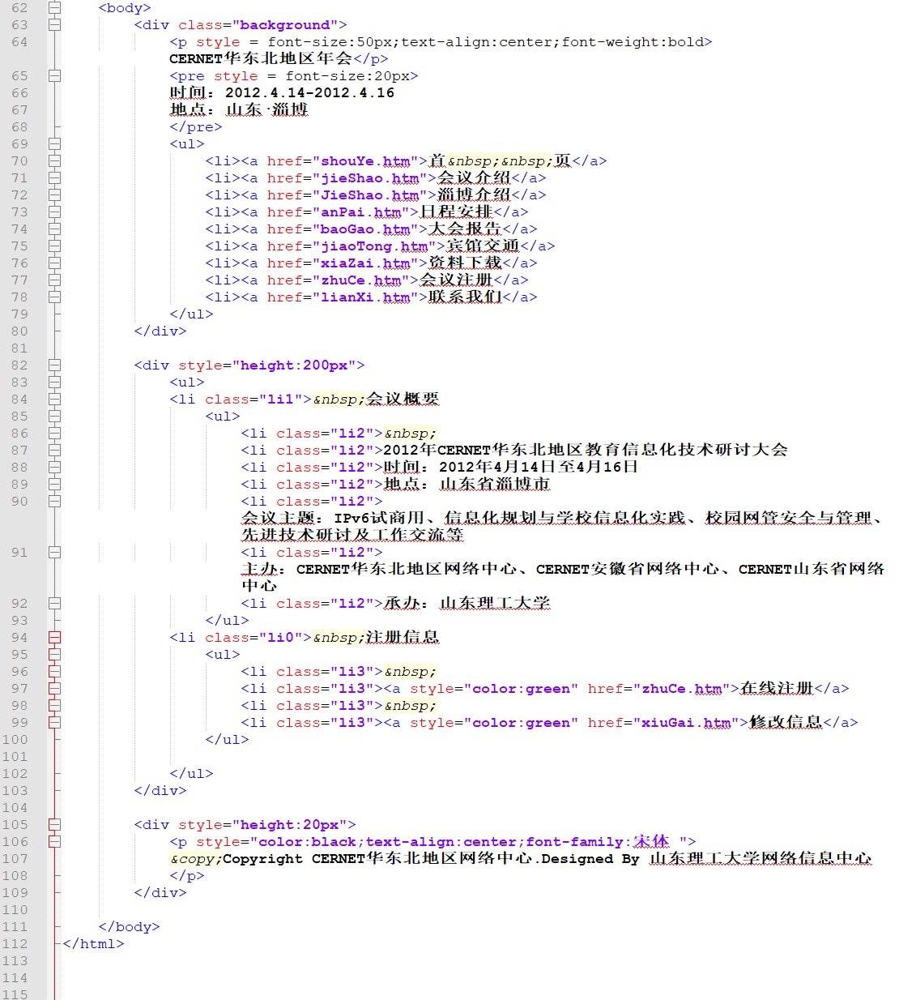 62 <body>
63 <div class="background">
64 <p style = font-size:50px;text-align:center;font-weight:bold>
CERNET华东北地区年会</p>
65 <pre style = font-size:20px>
66 时间：2012.4.14-2012.4.16
67 地点：山东·淄博
68 </pre>
69 <ul>
70 <li><a href="shouYe.htm">首&nbsp;&nbsp;页</a>
71 <li><a href="jieShao.htm">会议介绍</a>
72 <li><a href="JieShao.htm">淄博介绍</a>
73 <li><a href="anPai.htm">日程安排</a>
74 <li><a href="baoGao.htm">大会报告</a>
75 <li><a href="jiaoTong.htm">宾馆交通</a>
76 <li><a href="xiaZai.htm">资料下载</a>
77 <li><a href="zhuCe.htm">会议注册</a>
78 <li><a href="lianXi.htm">联系我们</a>
79 </ul>
80 </div>
81
82 <div style="height:200px">
83 <ul>
84 <li class="li1">&nbsp;会议概要
85 <ul>
86 <li class="li2">&nbsp;
87 <li class="li2">2012年CERNET华东北地区教育信息化技术研讨大会
88 <li class="li2">时间：2012年4月14日至4月16日
89 <li class="li2">地点：山东省淄博市
90 <li class="li2">
会议主题：IPv6试商用、信息化规划与学校信息化实践、校园网管安全与管理、
先进技术研讨及工作交流等
91 <li class="li2">
主办：CERNET华东北地区网络中心、CERNET安徽省网络中心、CERNET山东省网络
中心
92 <li class="li2">承办：山东理工大学
93 </ul>
94 <li class="li0">&nbsp;注册信息
95 <ul>
96 <li class="li3">&nbsp;
97 <li class="li3"><a style="color:green" href="zhuCe.htm">在线注册</a>
98 <li class="li3">&nbsp;
99 <li class="li3"><a style="color:green" href="xiuGai.htm">修改信息</a>
100 </ul>
101
102 </ul>
103 </div>
104
105 <div style="height:20px">
106 <p style="color:black;text-align:center;font-family:宋体 ">
107 &copy;Copyright CERNET华东北地区网络中心.Designed By 山东理工大学网络信息中心
108 </p>
109 </div>
110
111 </body>
112 </html>
113
114
115